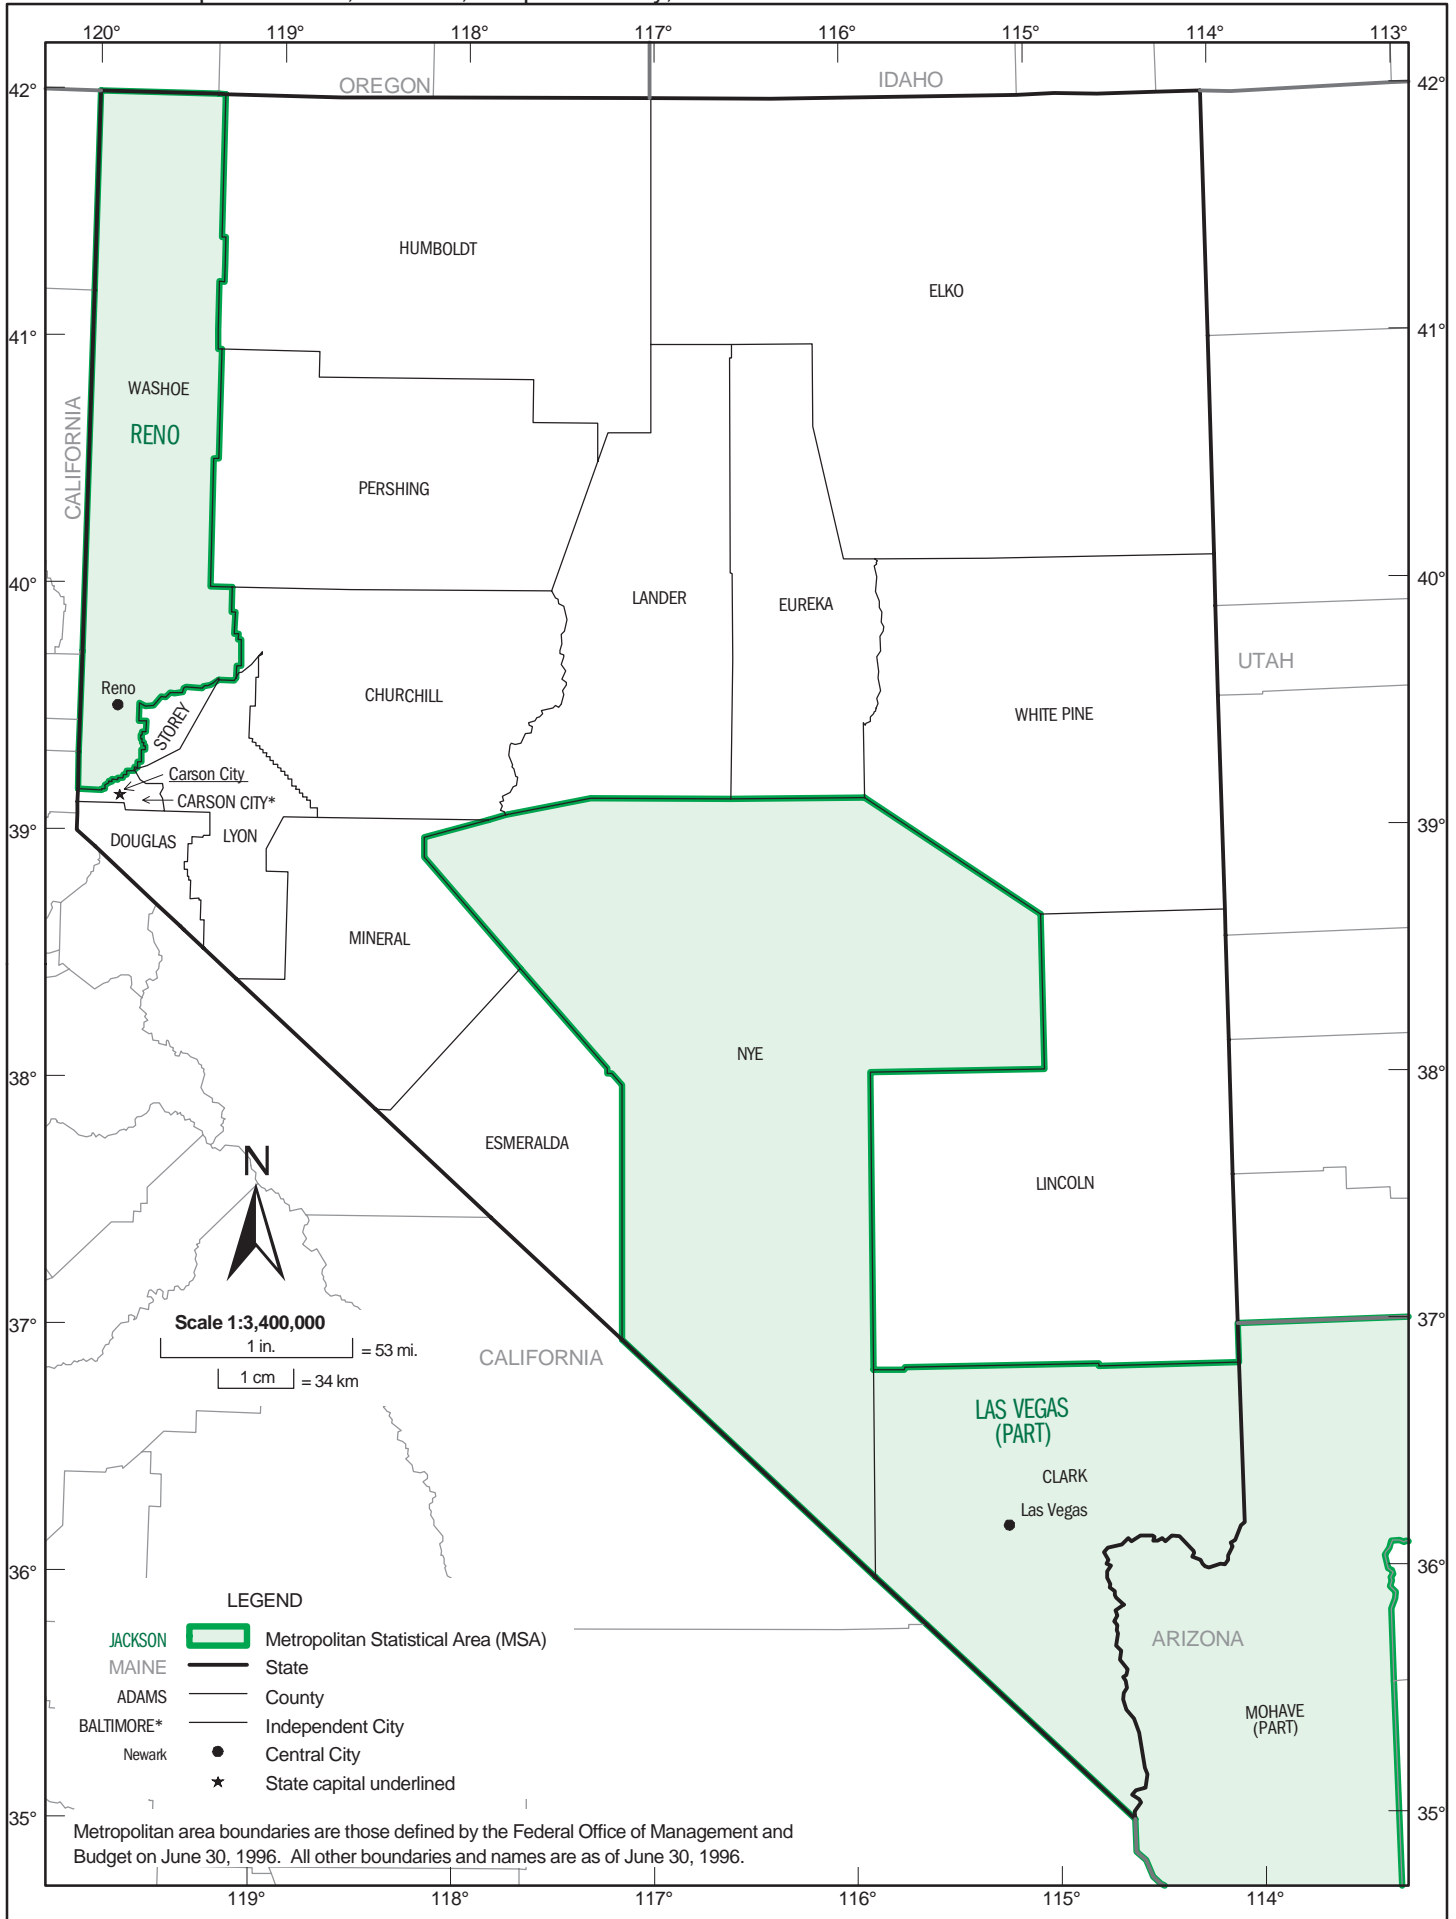 120° 119° 118° 117° 116° 115° 114° 113°
42° OREGON IDAHO 42°
HUMBOLDT
ELKO
41° 41°
WASHOE
RENO
CALIFORNIA
PERSHING
40° 40°
LANDER
EUREKA
UTAH
Reno
CHURCHILL
STOREY
WHITE PINE
Carson City
CARSON CITY*
39° 39°
DOUGLAS
LYON
MINERAL
NYE
38° 38°
ESMERALDA
N
LINCOLN
37° 37°
Scale 1:3,400,000
1 in. = 53 mi.
1 cm = 34 km
CALIFORNIA
LAS VEGAS
(PART)
CLARK
Las Vegas
36° 36°
LEGEND
JACKSON Metropolitan Statistical Area (MSA)
MAINE State
ADAMS County
BALTIMORE* Independent City
Newark Central City
State capital underlined
ARIZONA
MOHAVE
(PART)
35° 35°
Metropolitan area boundaries are those defined by the Federal Office of Management and
Budget on June 30, 1996. All other boundaries and names are as of June 30, 1996.
119° 118° 117° 116° 115° 114°